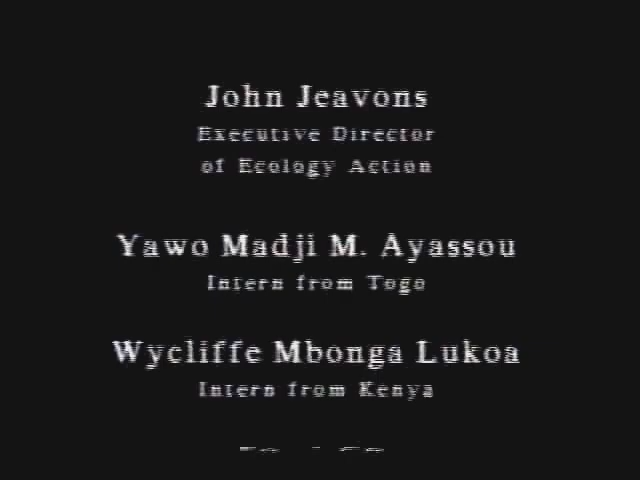 John Jeavons
Executive Director
of Ecology Action
Yawo Madji M. Ayassou
Intern from Togo
Wycliffe Mbonga Lukoa
Intern from Kenya